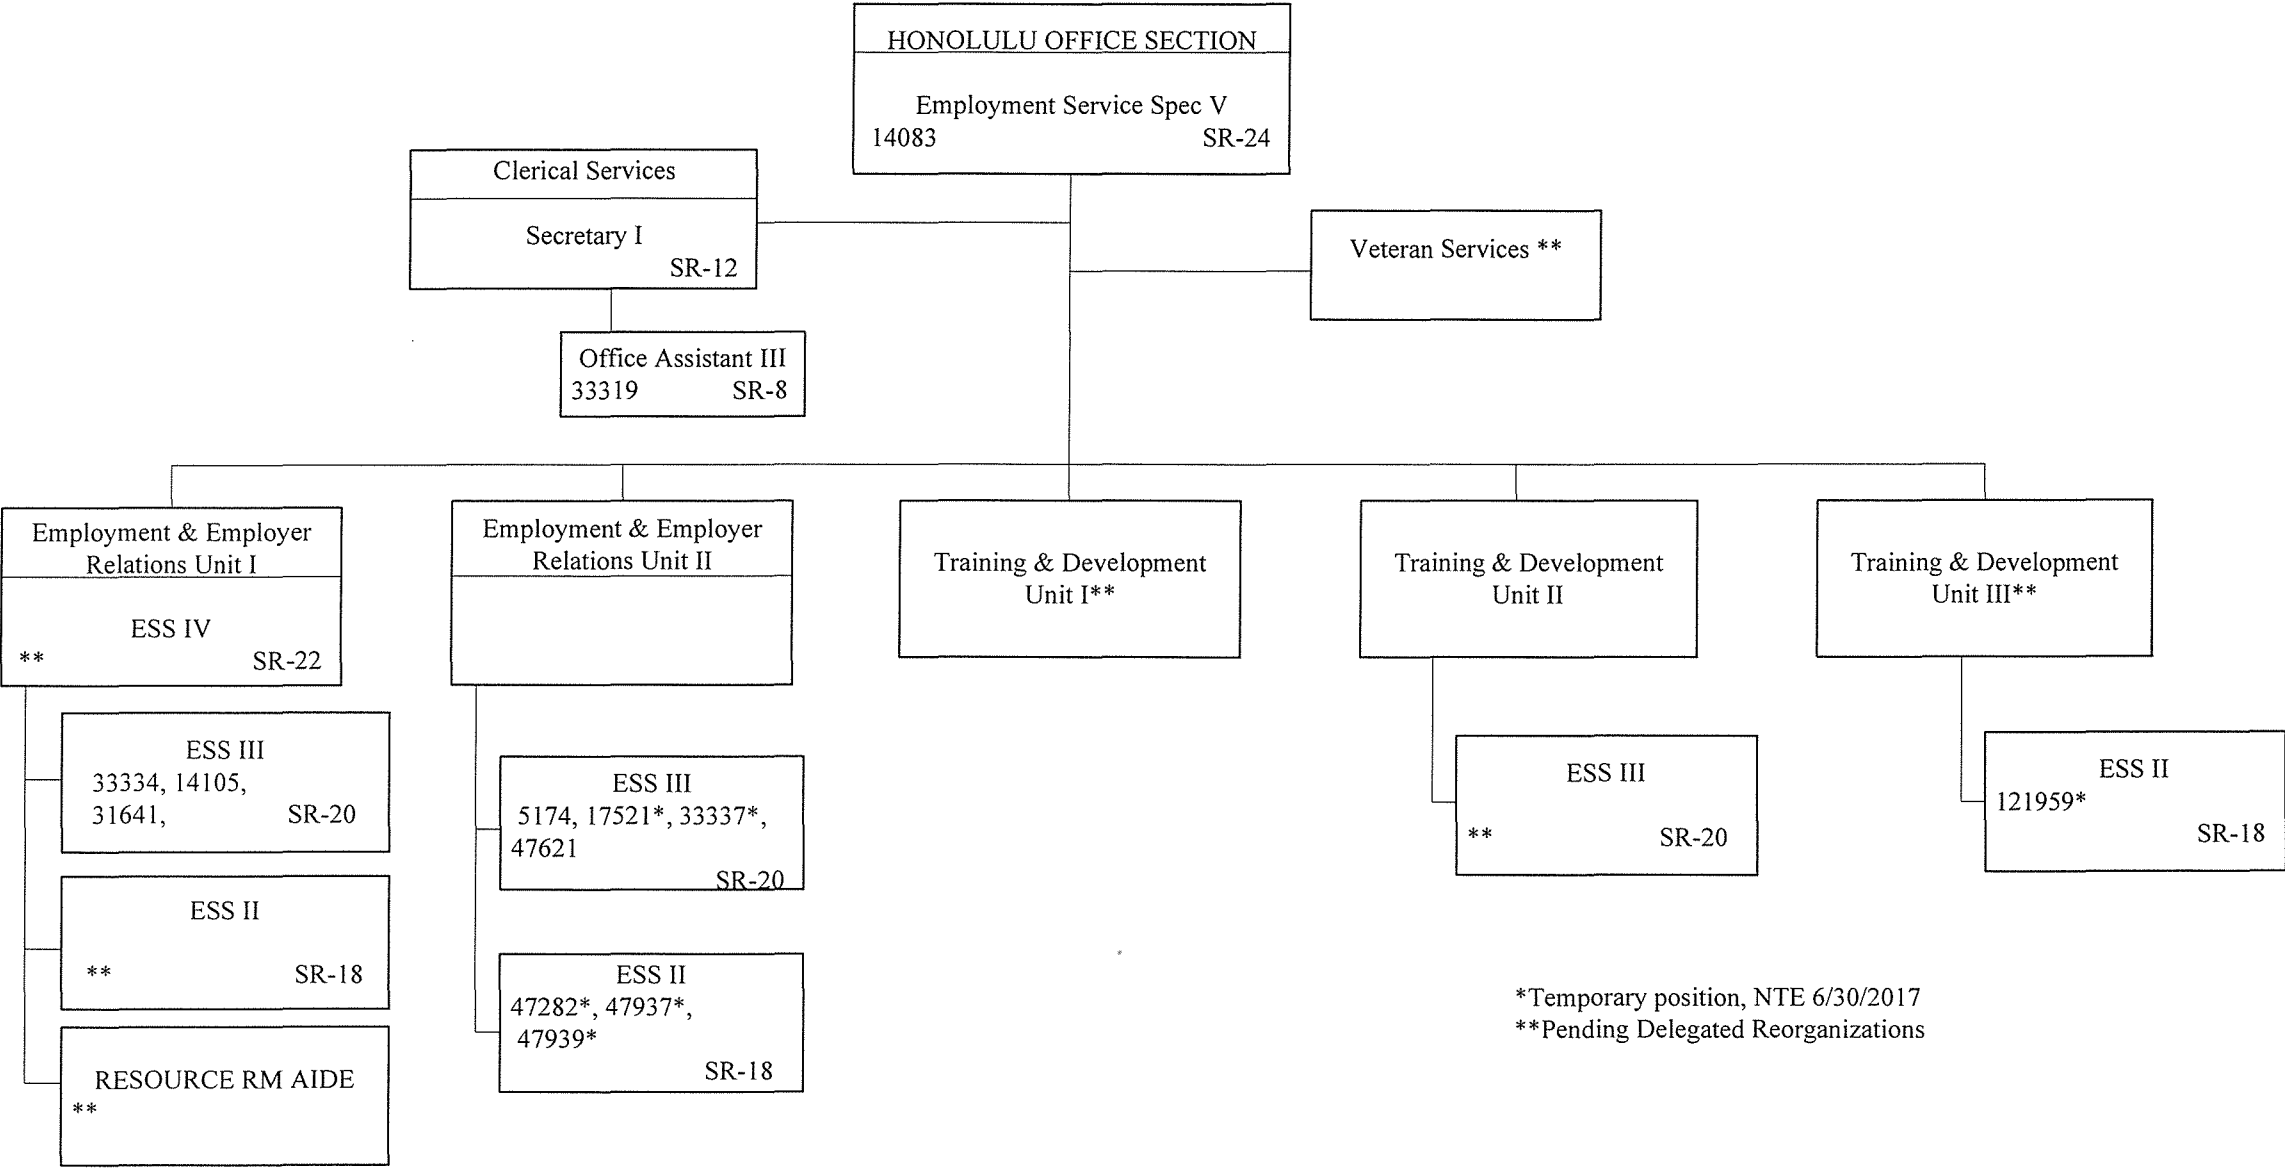 HONOLULU OFFICE SECTION
Employment Service Spec V
14083 SR-24
Clerical Services
Secretary I
SR-12
Veteran Services **
Office Assistant III
33319 SR-8
Employment & Employer
Relations Unit I
ESS IV
** SR-22
ESS III
33334, 14105,
31641, SR-20
ESS II
** SR-18
RESOURCE RM AIDE
**
Employment & Employer
Relations Unit II
ESS III
5174, 17521*, 33337*,
47621
SR-20
ESS II
47282*, 47937*,
47939*
SR-18
Training & Development
Unit I**
Training & Development
Unit II
ESS III
** SR-20
Training & Development
Unit III**
ESS II
121959*
SR-18
*Temporary position, NTE 6/30/2017
**Pending Delegated Reorganizations